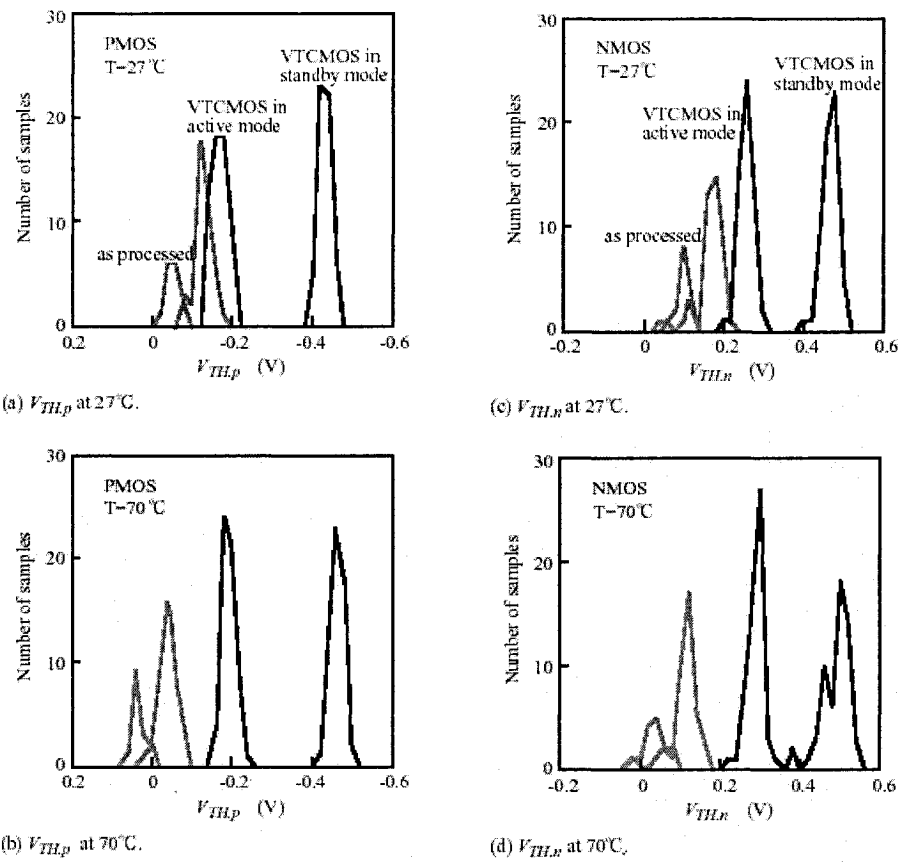 30
20
10
0
Number of samples
PMOS
T=27℃
VTCMOS in
standby mode
VTCMOS in
active mode
as processed
0.2 0 -0.2 -0.4 -0.6
V_TH.p (V)
(a) V_TH.p at 27℃.
30
20
10
0
Number of samples
NMOS
T=27℃
VTCMOS in
standby mode
VTCMOS in
active mode
as processed
-0.2 0 0.2 0.4 0.6
V_TH.n (V)
(c) V_TH.n at 27℃.
30
20
10
0
Number of samples
PMOS
T=70℃
0.2 0 -0.2 -0.4 -0.6
V_TH.p (V)
(b) V_TH.p at 70℃.
30
20
10
0
Number of samples
NMOS
T=70℃
-0.2 0 0.2 0.4 0.6
V_TH.n (V)
(d) V_TH.n at 70℃.